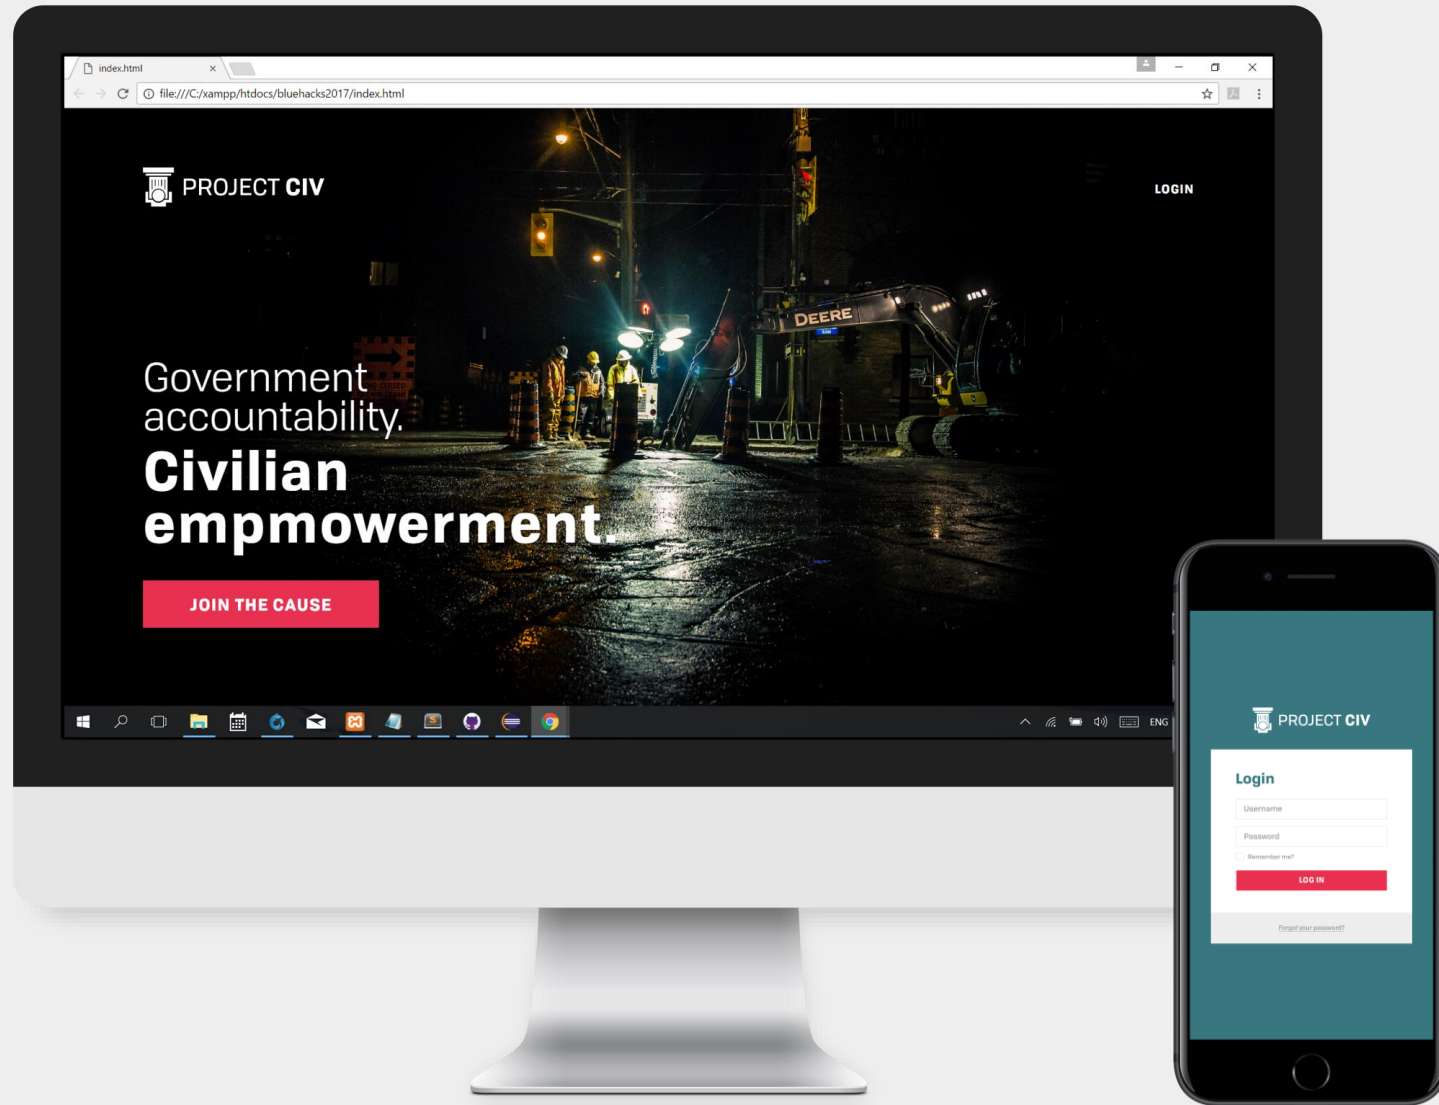 index.html
file:///C:/xampp/htdocs/bluehacks2017/index.html
PROJECT CIV
LOGIN
DEERE
Government
accountability.
Civilian
empmowerment.
JOIN THE CAUSE
ENG
PROJECT CIV
Login
Username
Password
Remember me?
LOG IN
Forgot your password?